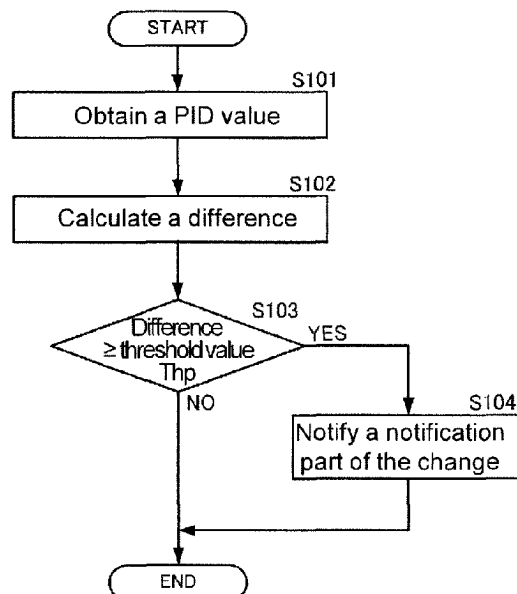 START
S101
Obtain a PID value
S102
Calculate a difference
S103
Difference
≥ threshold value
Thp
YES
NO
S104
Notify a notification
part of the change
END